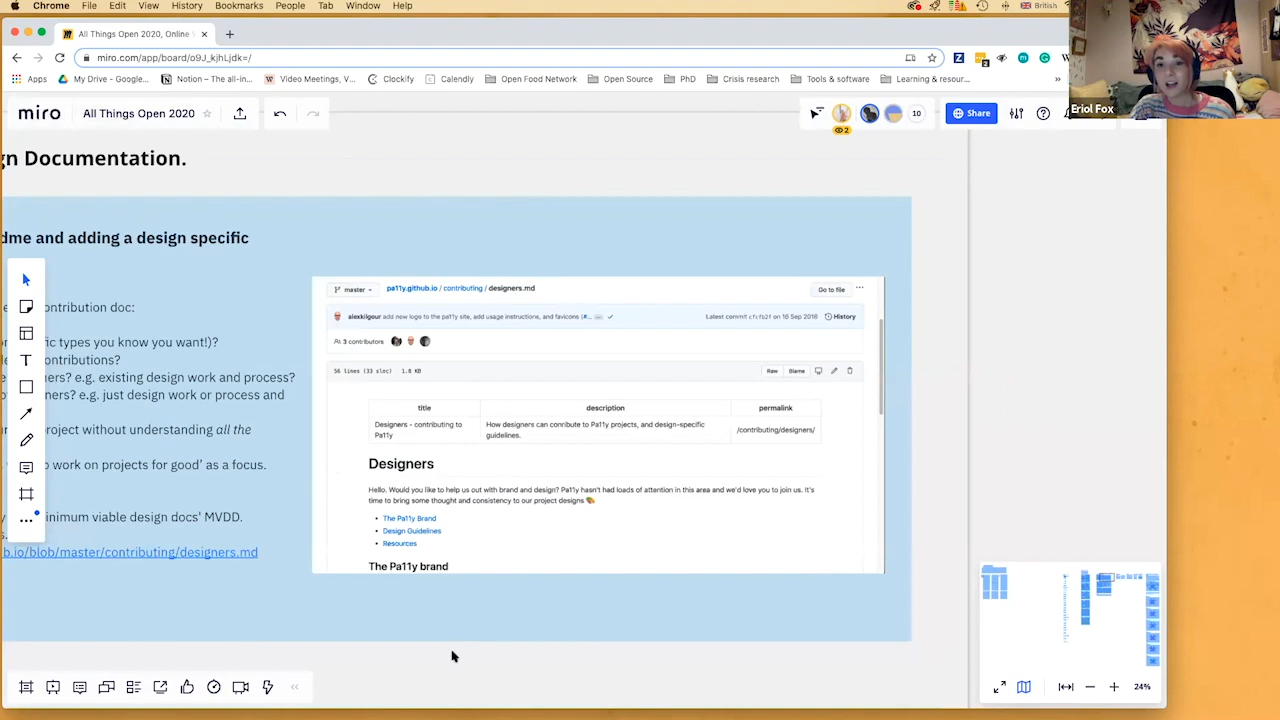 Chrome File Edit View History Bookmarks People Tab Window Help
British
All Things Open 2020, Online
miro.com/app/board/o9J_kjhLjdk=/
Apps My Drive - Google... Notion – The all-in... Video Meetings, V... Clockify Calendly Open Food Network Open Source PhD Crisis research Tools & software Learning & resour...
Eriol Fox
miro All Things Open 2020
10 Share
2
gn Documentation.
dme and adding a design specific
e contribution doc:
ic types you know you want!)?
ontributions?
ners? e.g. existing design work and process?
ners? e.g. just design work or process and
roject without understanding all the
o work on projects for good' as a focus.
inimum viable design docs' MVDD.
s.
b.io/blob/master/contributing/designers.md
master pa11y.github.io / contributing / designers.md Go to file ...
alexkilgour add new logo to the pa11y site, add usage instructions, and favicons (#... Latest commit cfcfb2f on 16 Sep 2018 History
3 contributors
56 lines (33 sloc) 1.8 KB Raw Blame
title description permalink
Designers - contributing to Pa11y How designers can conribute to Pa11y projects, and design-specific guidelines. /contributing/designers/
Designers
Hello. Would you like to help us out with brand and design? Pa11y hasn't had loads of attention in this area and we'd love you to join us. It's
time to bring some thought and consistency to our project designs
• The Pa11y Brand
• Design Guidelines
• Resources
The Pa11y brand
24%